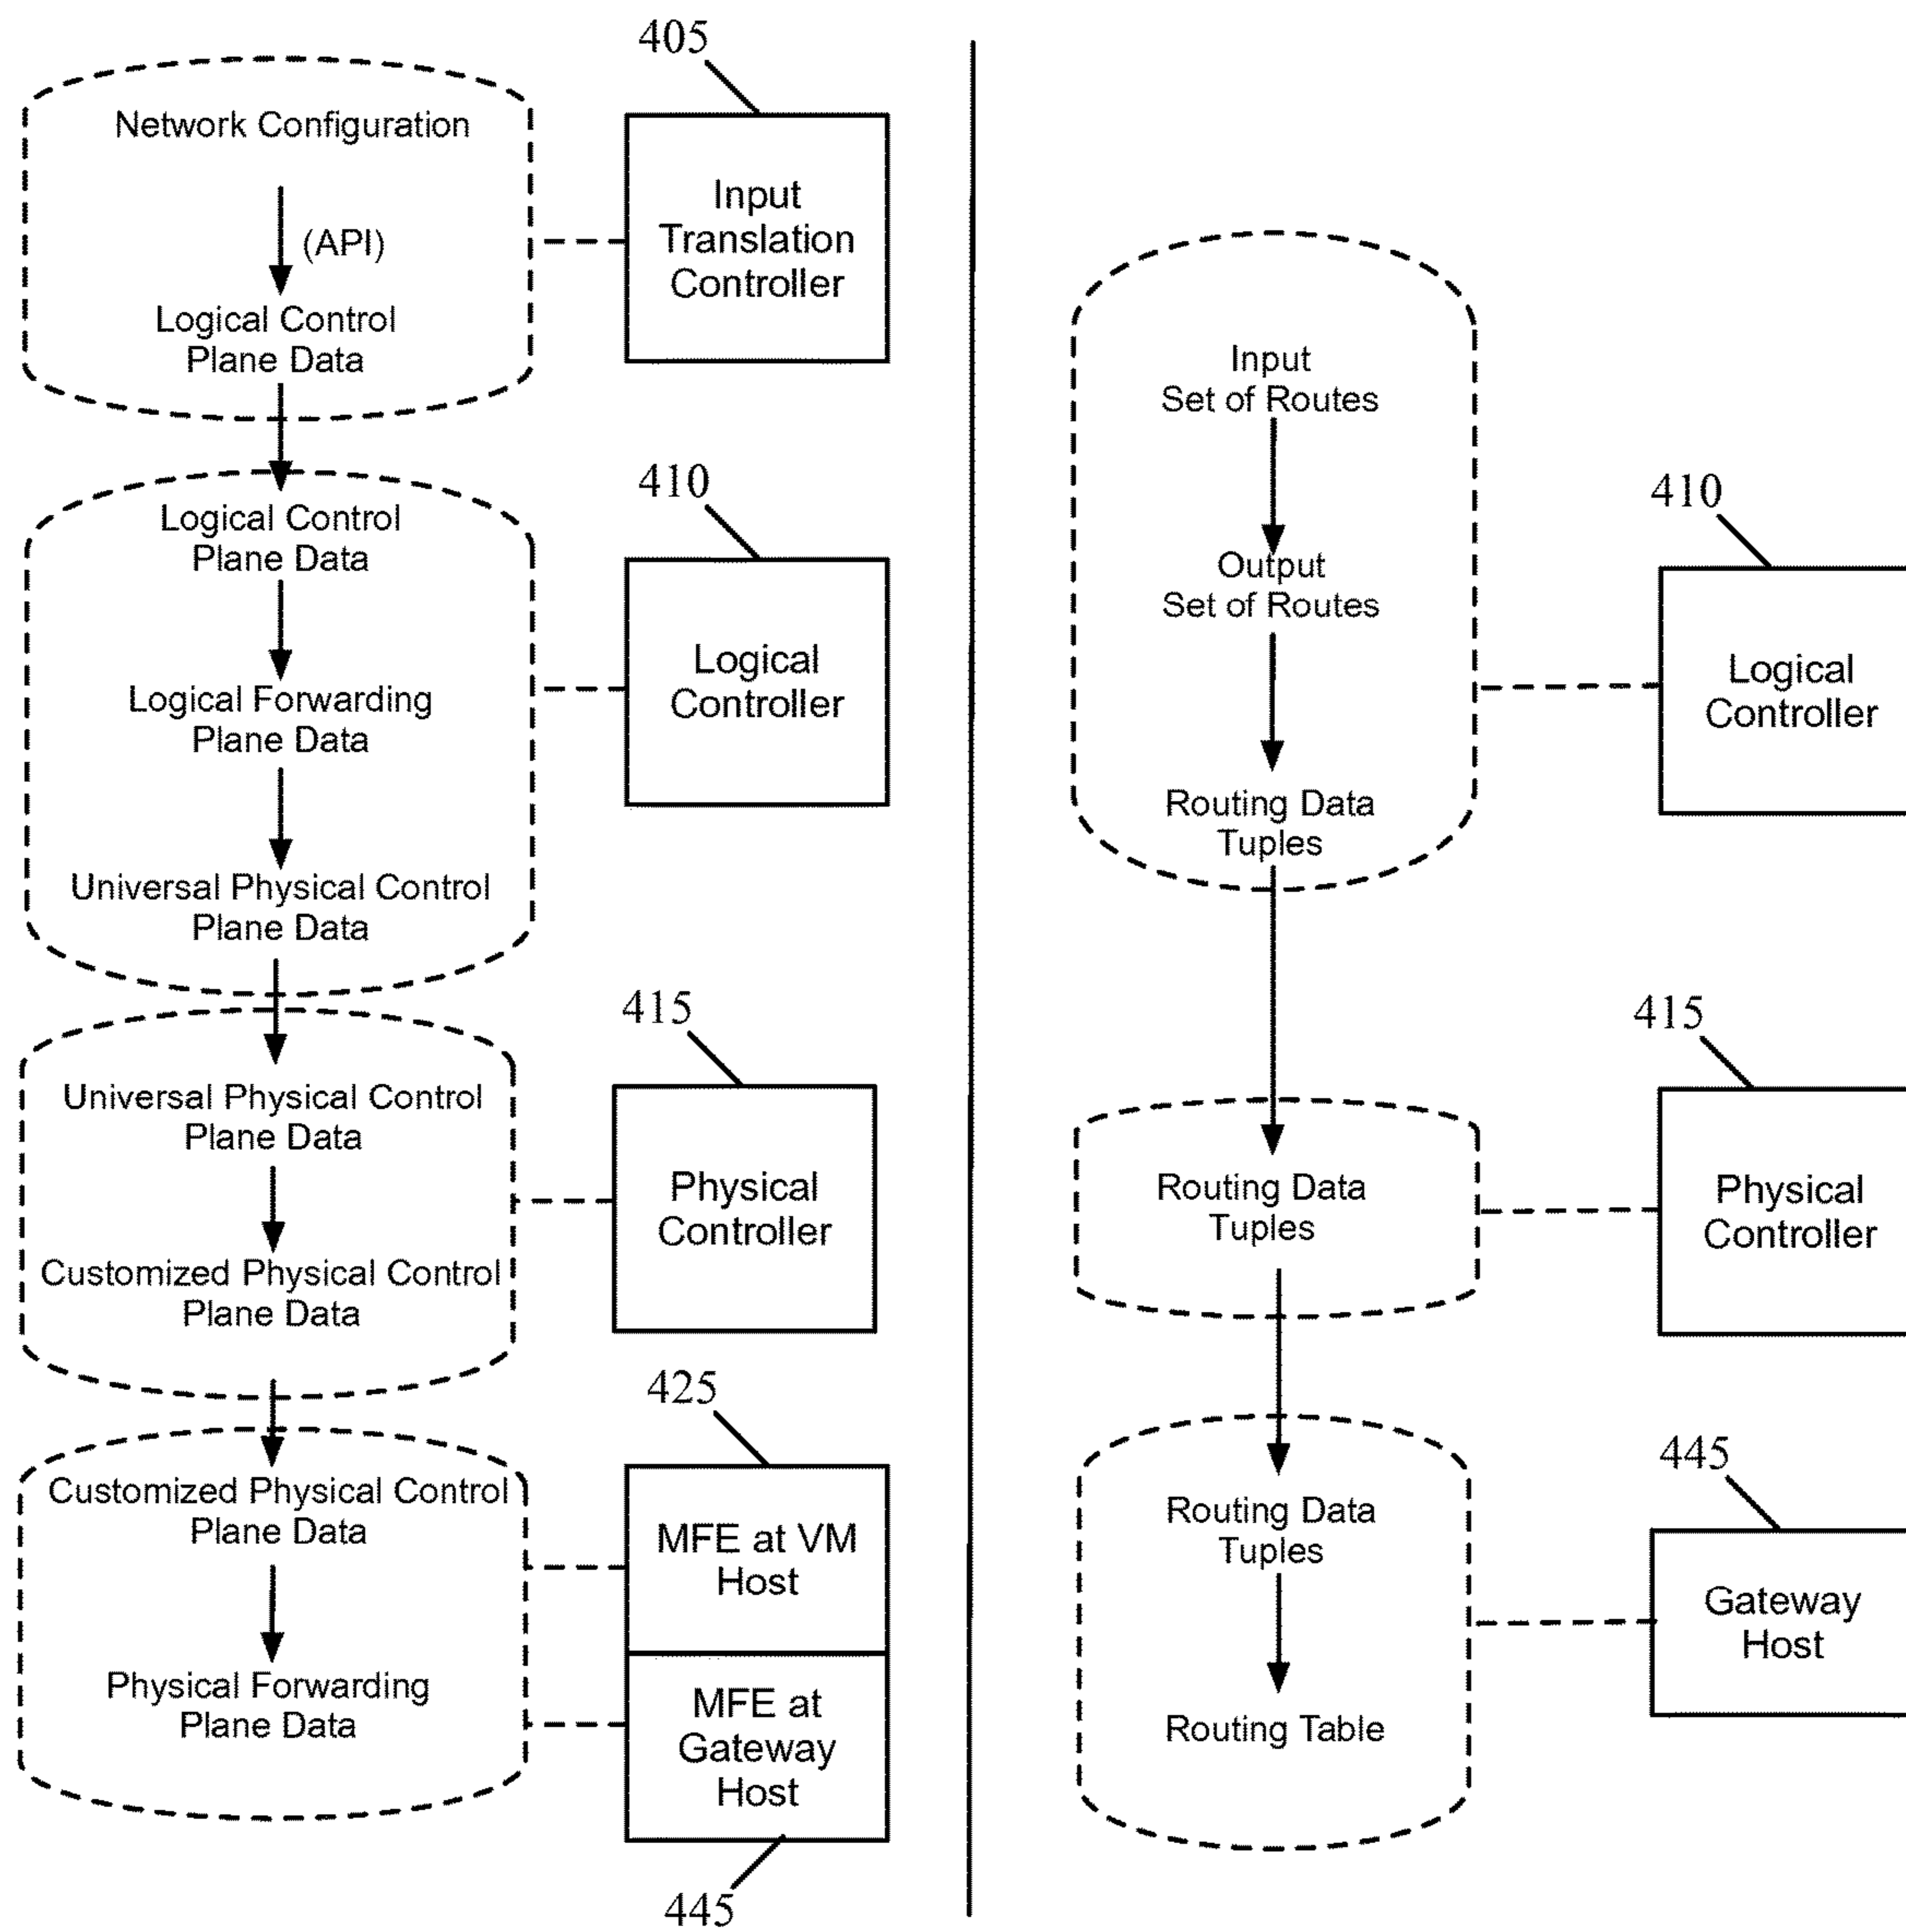 405
Network Configuration
(API)
Logical Control
Plane Data
Input
Translation
Controller
410
Logical Control
Plane Data
Logical Forwarding
Plane Data
Universal Physical Control
Plane Data
Logical
Controller
415
Universal Physical Control
Plane Data
Customized Physical Control
Plane Data
Physical
Controller
425
Customized Physical Control
Plane Data
Physical Forwarding
Plane Data
MFE at VM
Host
MFE at
Gateway
Host
445
Input
Set of Routes
Output
Set of Routes
Routing Data
Tuples
410
Logical
Controller
415
Routing Data
Tuples
Physical
Controller
445
Routing Data
Tuples
Routing Table
Gateway
Host